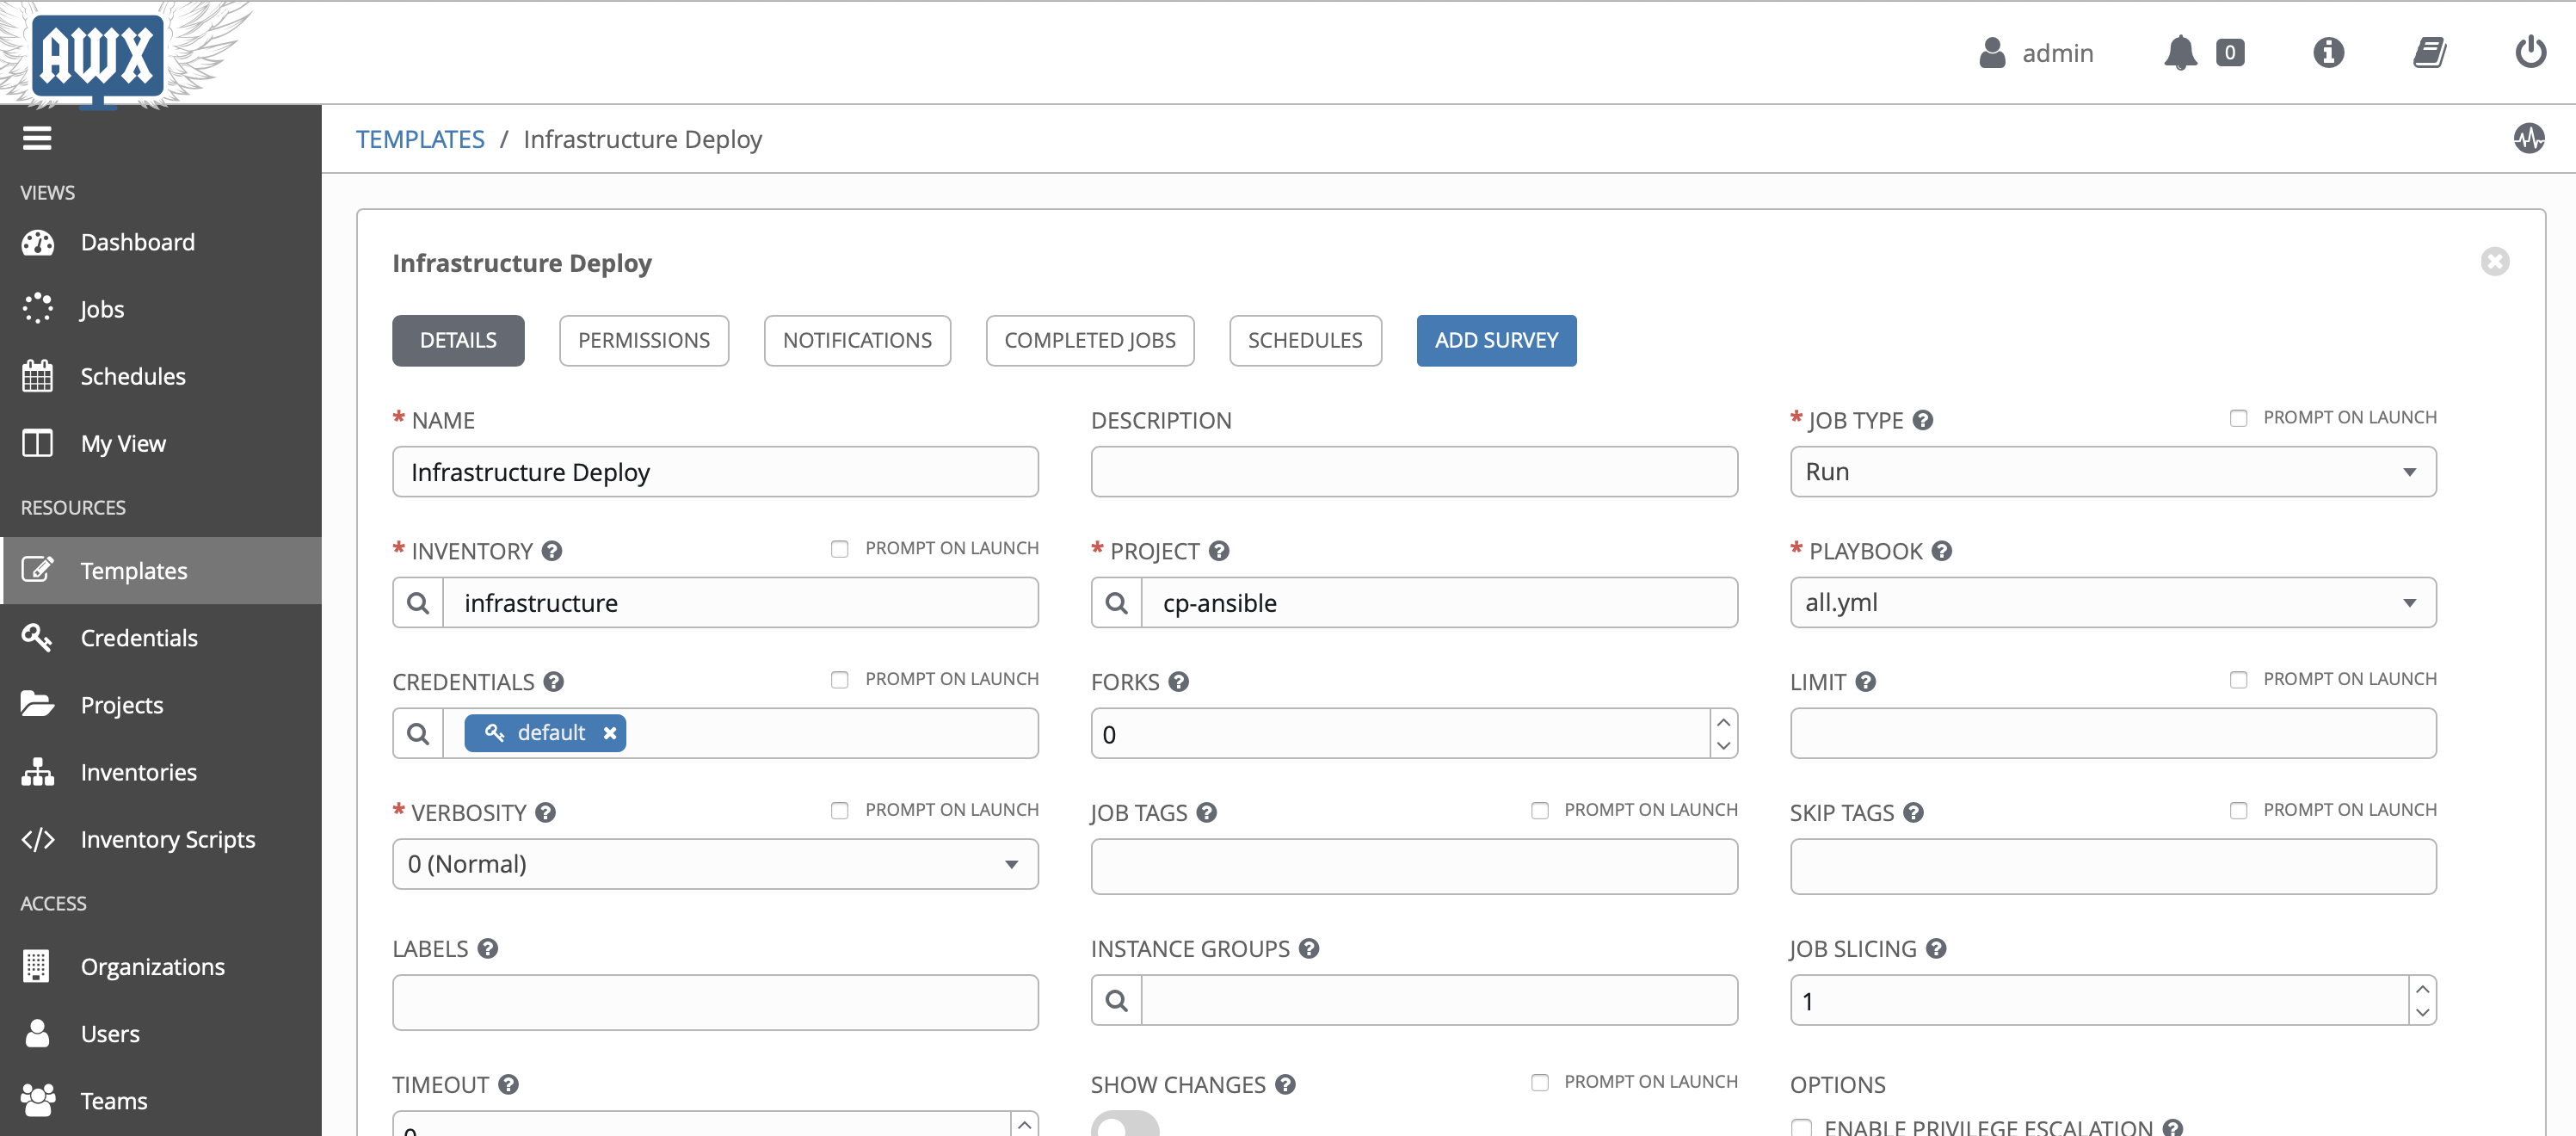 AWX
admin 0
TEMPLATES / Infrastructure Deploy
VIEWS
Dashboard
Jobs
Schedules
My View
RESOURCES
Templates
Credentials
Projects
Inventories
Inventory Scripts
ACCESS
Organizations
Users
Teams
Infrastructure Deploy
DETAILS PERMISSIONS NOTIFICATIONS COMPLETED JOBS SCHEDULES ADD SURVEY
* NAME DESCRIPTION * JOB TYPE PROMPT ON LAUNCH
Infrastructure Deploy Run
* INVENTORY PROMPT ON LAUNCH * PROJECT * PLAYBOOK
infrastructure cp-ansible all.yml
CREDENTIALS PROMPT ON LAUNCH FORKS LIMIT PROMPT ON LAUNCH
default 0
* VERBOSITY PROMPT ON LAUNCH JOB TAGS PROMPT ON LAUNCH SKIP TAGS PROMPT ON LAUNCH
0 (Normal)
LABELS INSTANCE GROUPS JOB SLICING
1
TIMEOUT SHOW CHANGES PROMPT ON LAUNCH OPTIONS
0 ENABLE PRIVILEGE ESCALATION